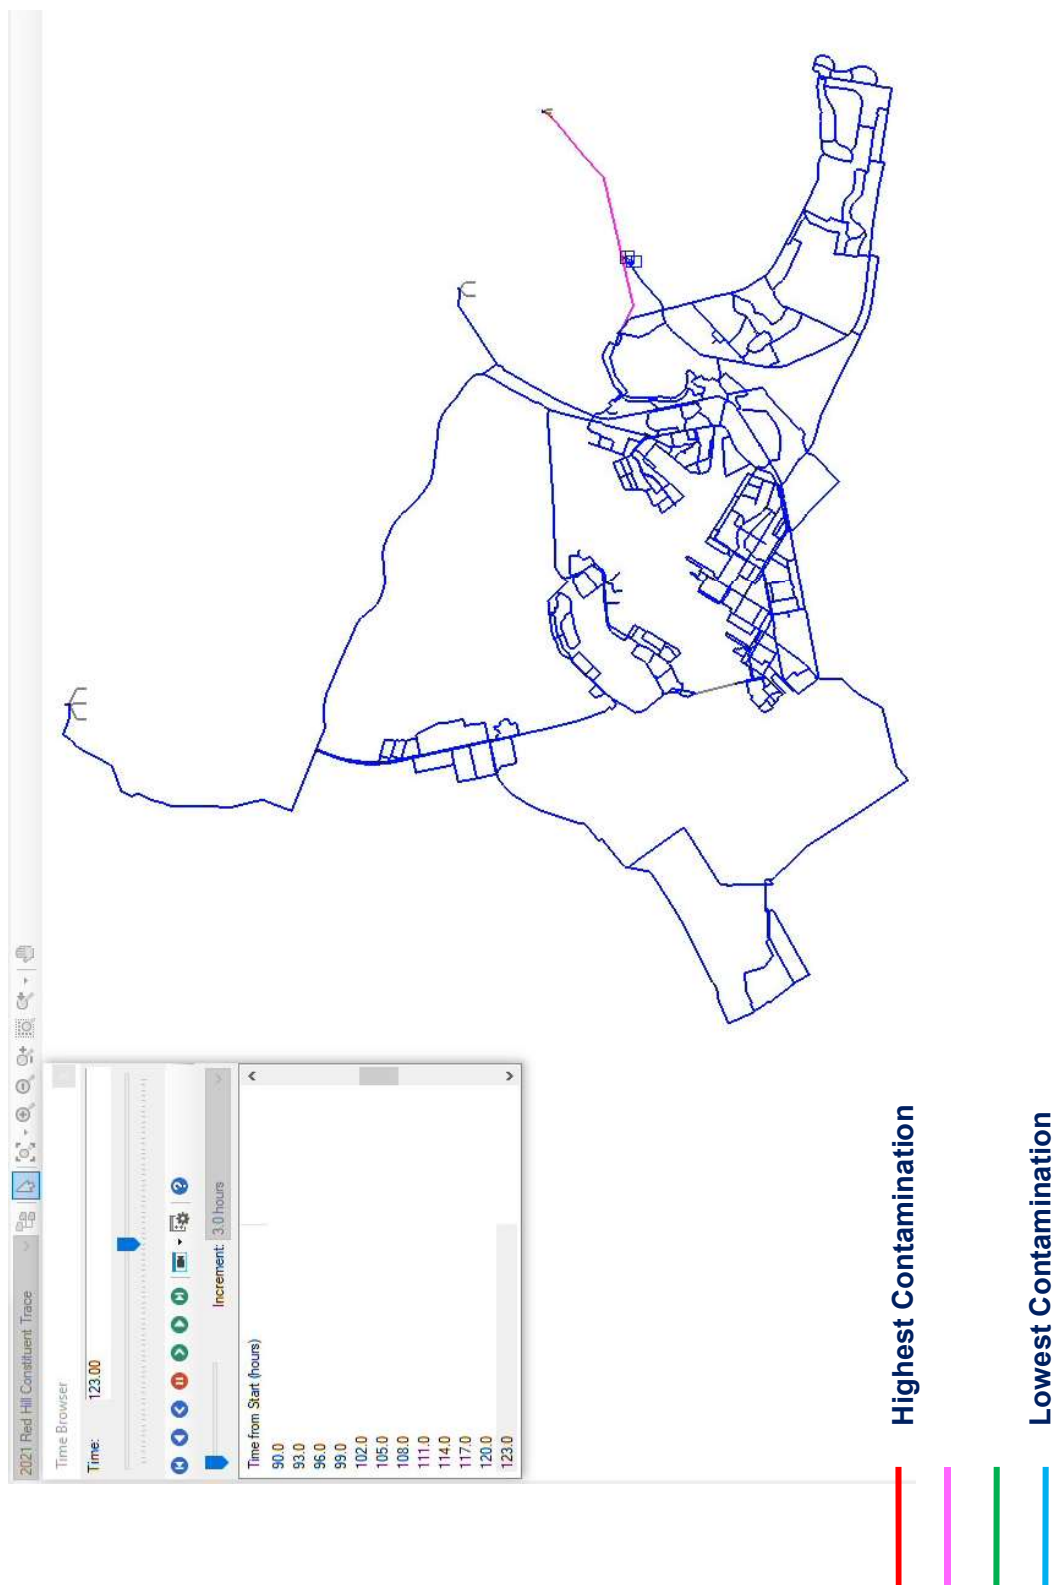 2021 Red Hill Constituent Trace
Time Browser
Time: 123.00
Increment: 3.0 hours
Time from Start (hours)
90.0
93.0
96.0
99.0
102.0
105.0
108.0
111.0
114.0
117.0
120.0
123.0
Highest Contamination
Lowest Contamination